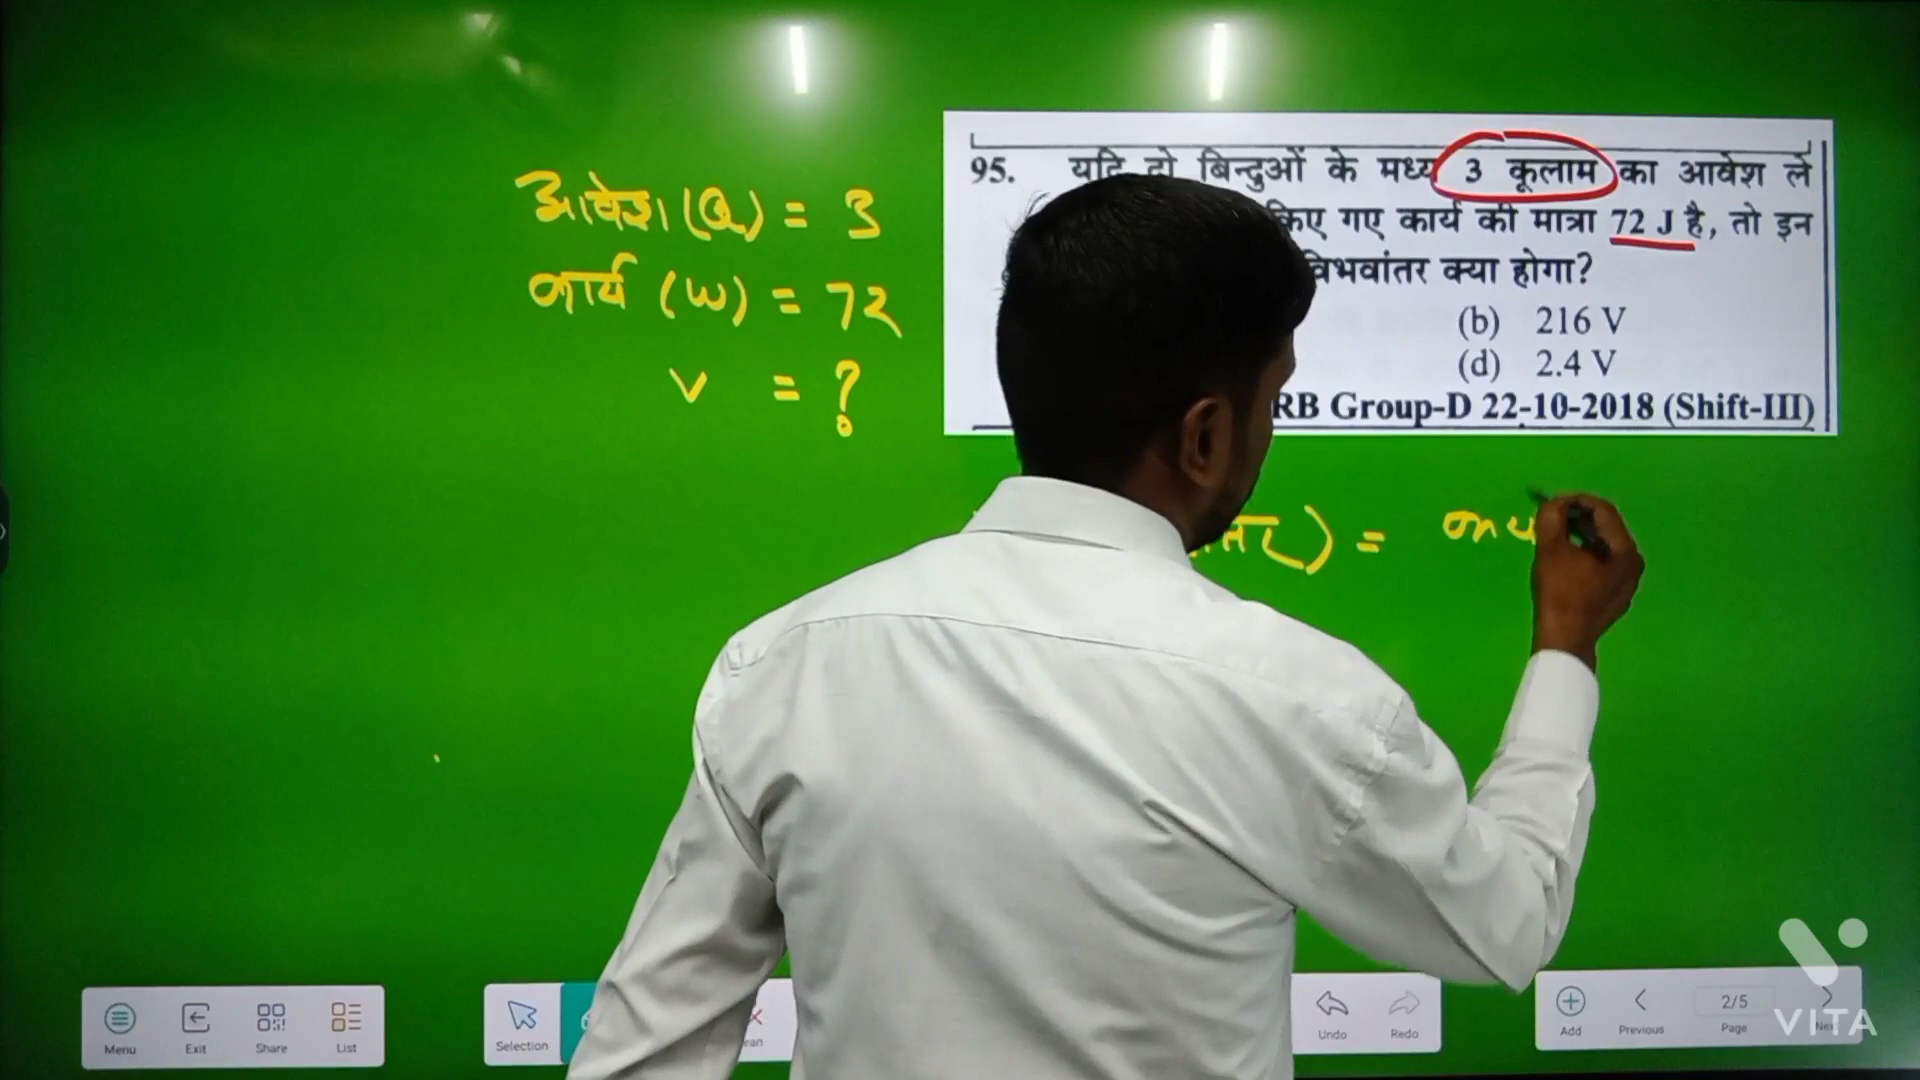 आवेश (Q) = 3
कार्य (W) = 72
V = ?
95. यदि दो बिन्दुओं के मध्य 3 कूलाम का आवेश ले
किए गए कार्य की मात्रा 72 J है, तो इन
विभवांतर क्या होगा?
(b) 216 V
(d) 2.4 V
RB Group-D 22-10-2018 (Shift-III)
) =
Menu Exit Share List
Selection
Undo Redo
Add Previous 2/5 Page
VITA